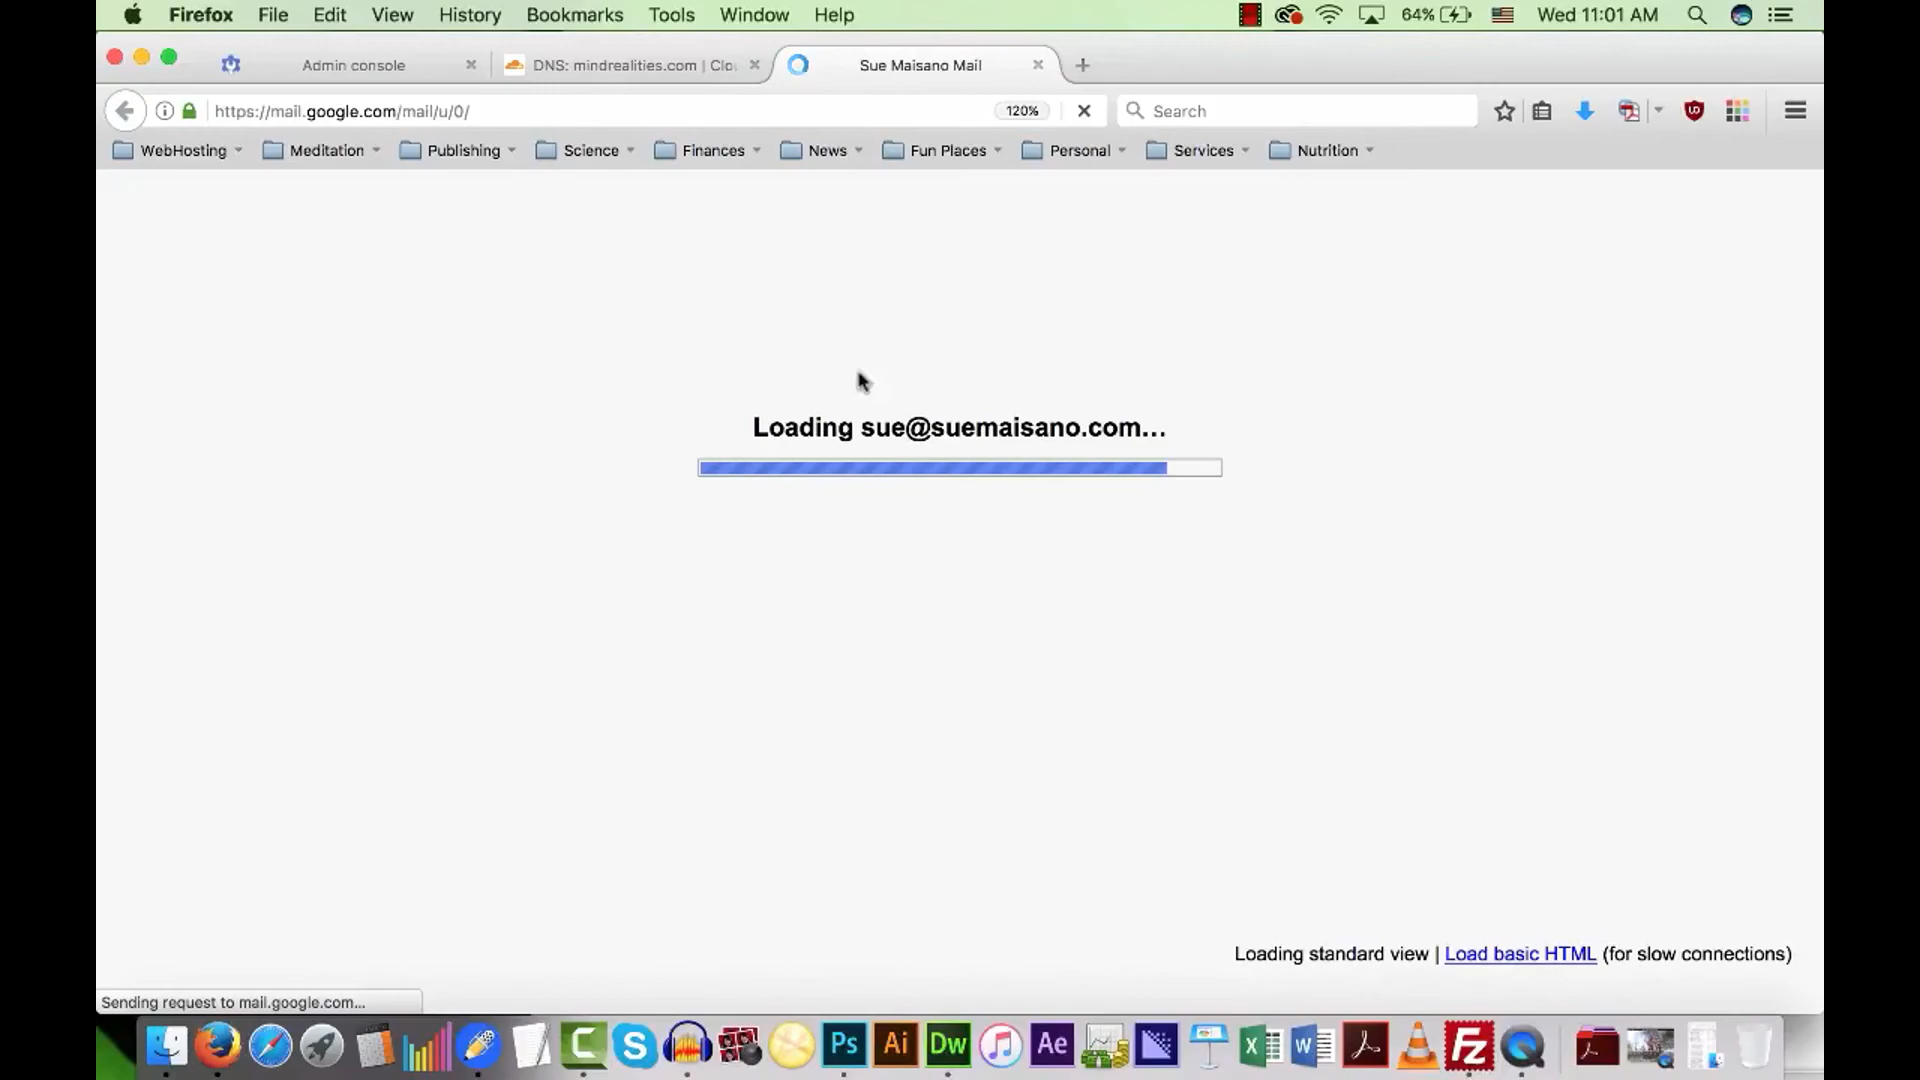 Firefox File Edit View History Bookmarks Tools Window Help 64% Wed 11:01 AM
Admin console DNS: mindrealities.com | Clou Sue Maisano Mail
https://mail.google.com/mail/u/0/ 120% Search
WebHosting Meditation Publishing Science Finances News Fun Places Personal Services Nutrition
Loading sue@suemaisano.com...
Loading standard view | Load basic HTML (for slow connections)
Sending request to mail.google.com...
C S Ps Ai Dw Ae X W Fz